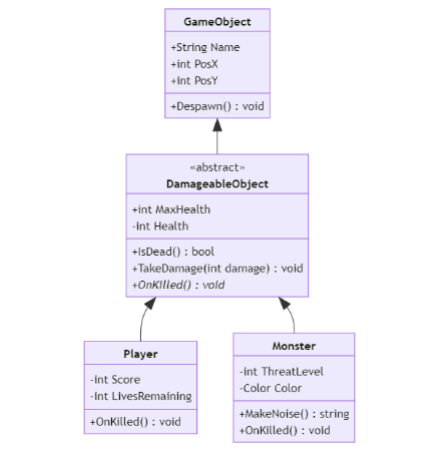 GameObject
+String Name
+int PosX
+int PosY
+Despawn() : void
«abstract»
DamageableObject
+int MaxHealth
-int Health
+IsDead() : bool
+TakeDamage(int damage) : void
+OnKilled() : void
Player
-int Score
-int LivesRemaining
+OnKilled() : void
Monster
-int ThreatLevel
-Color Color
+MakeNoise() : string
+OnKilled() : void